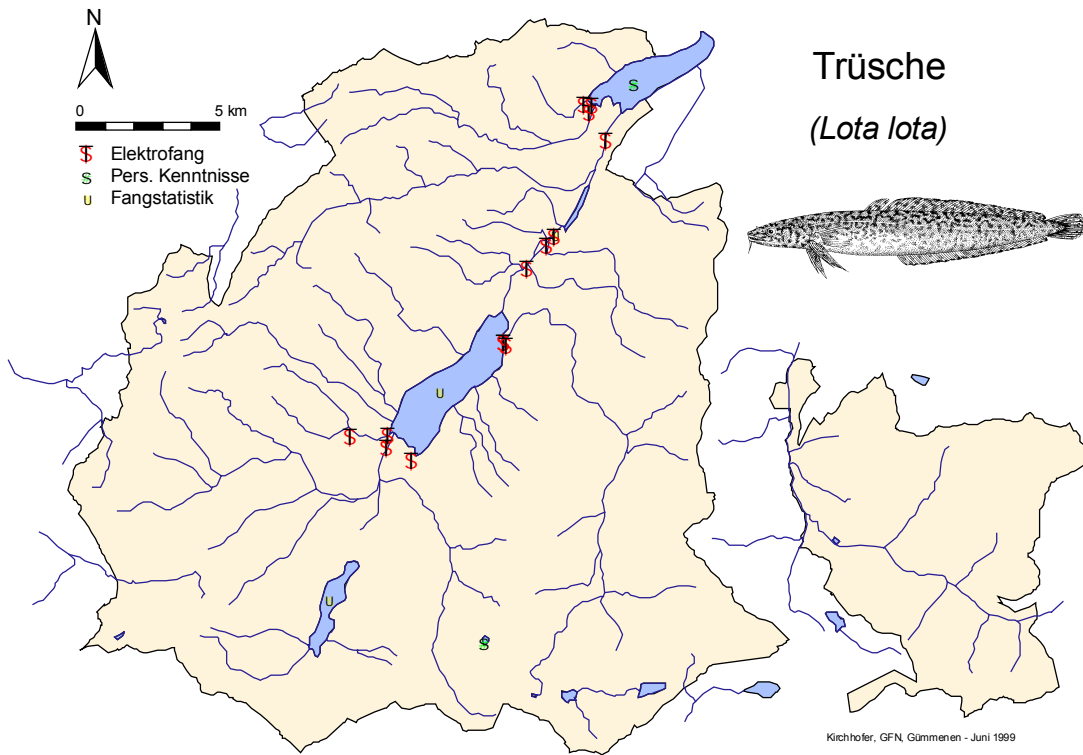 N
0 5 km
Elektrofang
S Pers. Kenntnisse
U Fangstatistik
Trüsche
(Lota lota)
S
U
U
S
Kirchhofer, GFN, Gümmenen - Juni 1999